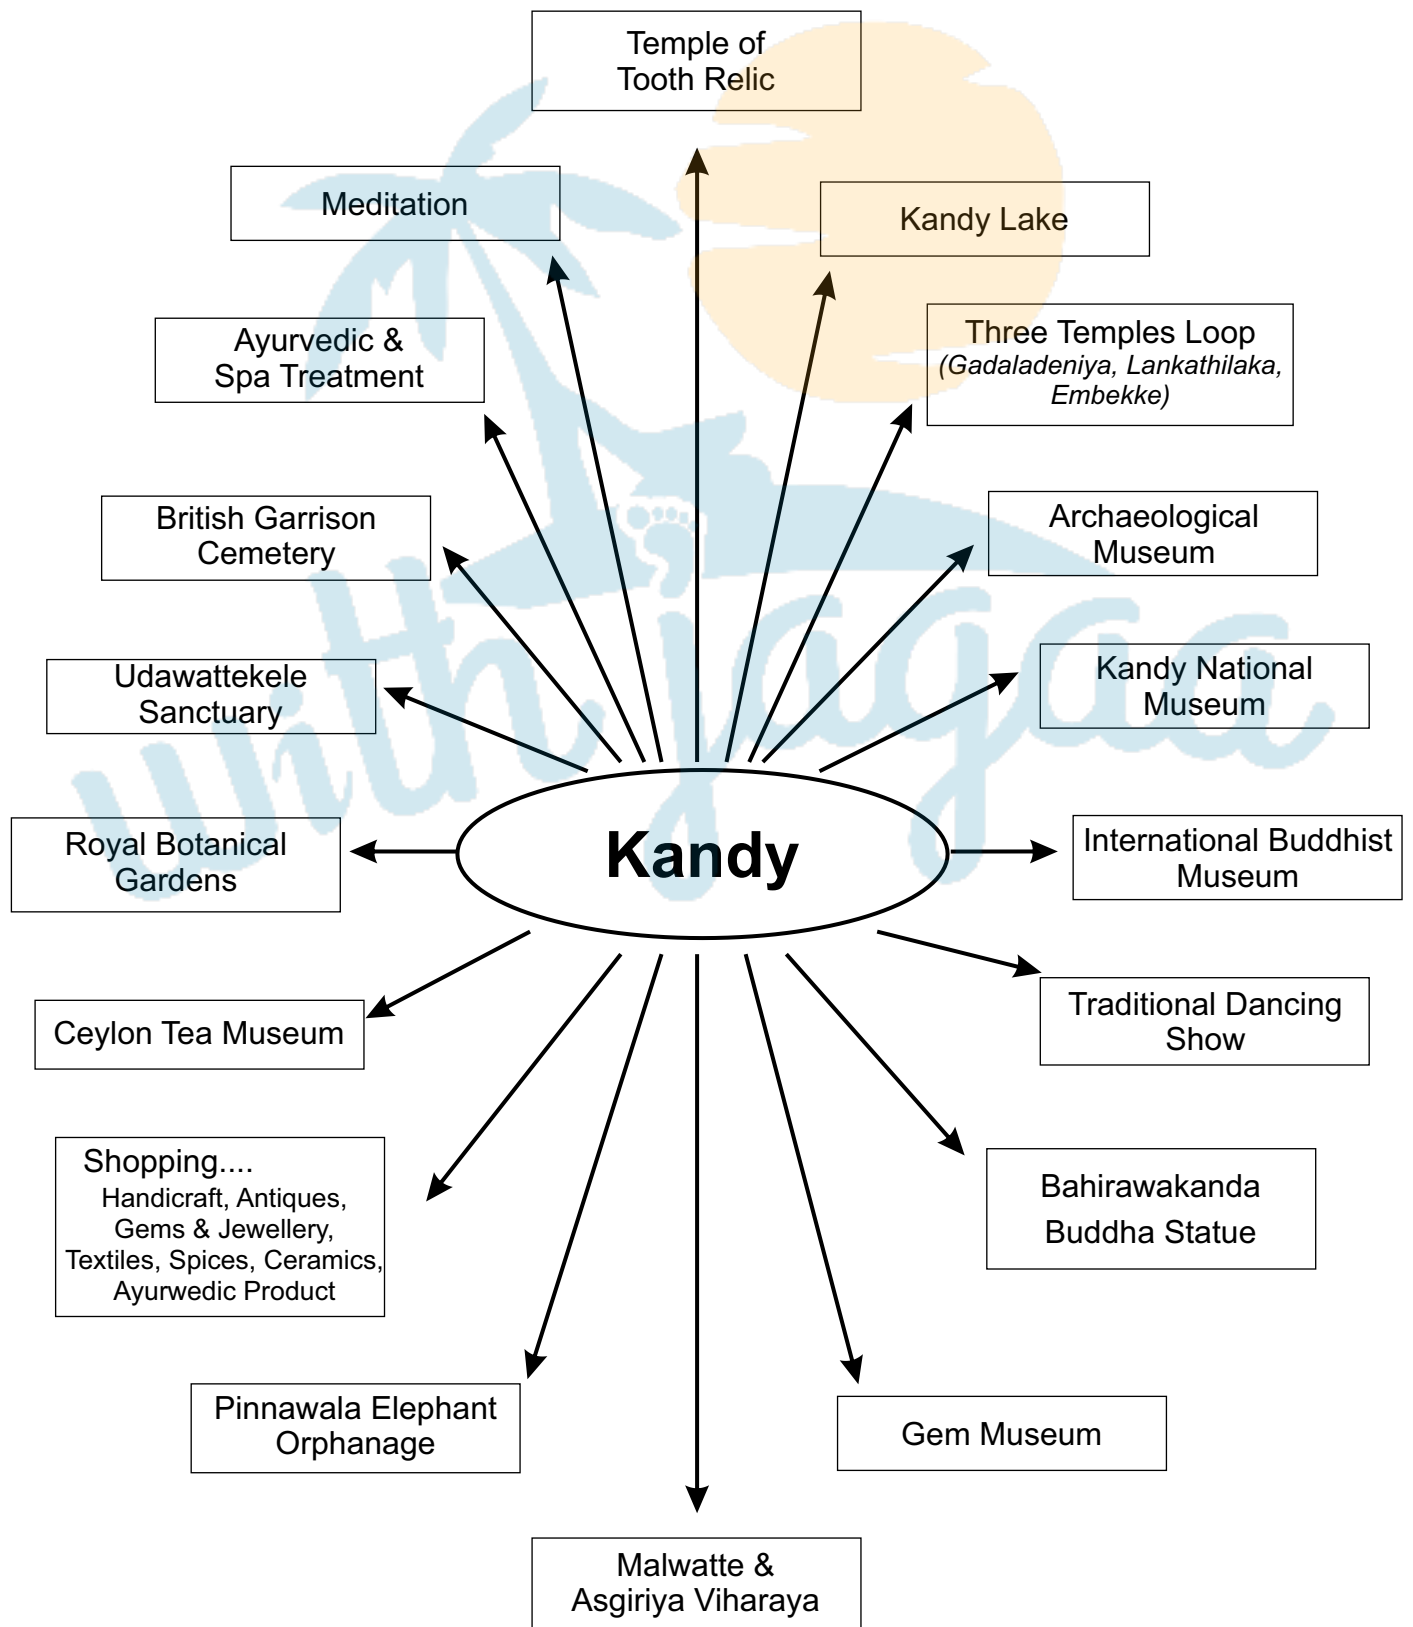 Temple of
Tooth Relic
Meditation
Kandy Lake
Ayurvedic &
Spa Treatment
Three Temples Loop
(Gadaladeniya, Lankathilaka,
Embekke)
British Garrison
Cemetery
Archaeological
Museum
Udawattekele
Sanctuary
Kandy National
Museum
with jagaa
Royal Botanical
Gardens
Kandy
International Buddhist
Museum
Ceylon Tea Museum
Traditional Dancing
Show
Shopping....
Handicraft, Antiques,
Gems & Jewellery,
Textiles, Spices, Ceramics,
Ayurwedic Product
Bahirawakanda
Buddha Statue
Pinnawala Elephant
Orphanage
Gem Museum
Malwatte &
Asgiriya Viharaya